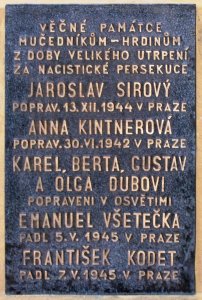 VĚČNÉ PAMÁTCE
MUČEDNÍKŮM-HRDINŮM
Z DOBY VELIKÉHO UTRPENÍ
ZA NACISTICKÉ PERSEKUCE
JAROSLAV SIROVÝ
POPRAV. 13. XII. 1944 V PRAZE
ANNA KINTNEROVÁ
POPRAV. 30. VI. 1942 V PRAZE
KAREL, BERTA, GUSTAV
A OLGA DUBOVI
POPRAVENI V OSVĚTIMI
EMANUEL VŠETEČKA
PADL 5. V. 1945 V PRAZE
FRANTIŠEK KODET
PADL 7. V. 1945 V PRAZE